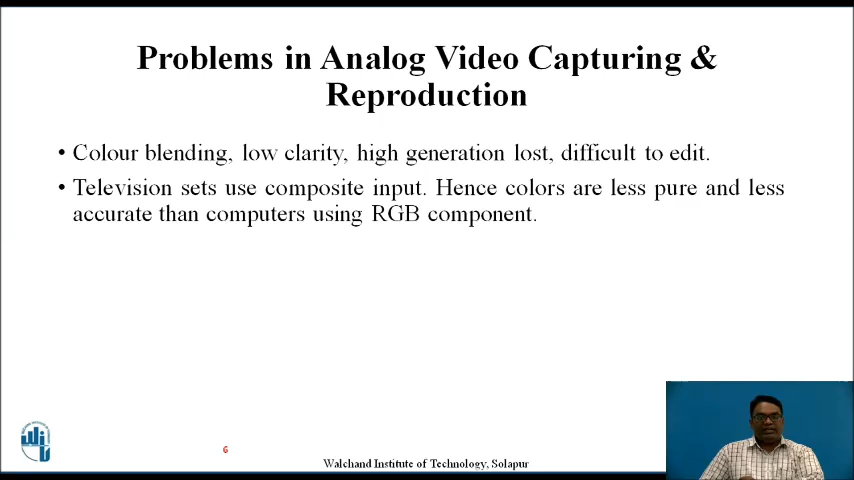 Problems in Analog Video Capturing &
Reproduction
• Colour blending, low clarity, high generation lost, difficult to edit.
• Television sets use composite input. Hence colors are less pure and less
accurate than computers using RGB component.
6
Walchand Institute of Technology, Solapur